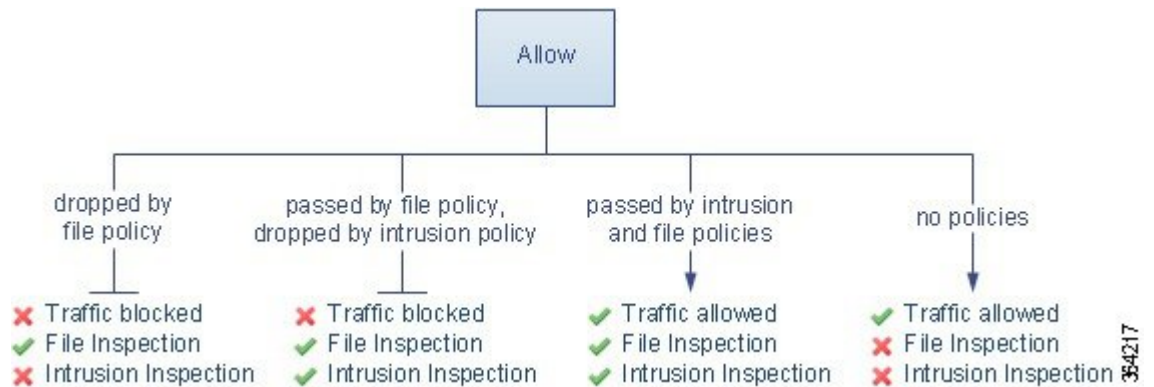 Allow
dropped by
file policy
passed by file policy,
dropped by intrusion policy
passed by intrusion
and file policies
no policies
Traffic blocked
File Inspection
Intrusion Inspection
Traffic blocked
File Inspection
Intrusion Inspection
Traffic allowed
File Inspection
Intrusion Inspection
Traffic allowed
File Inspection
Intrusion Inspection
354217